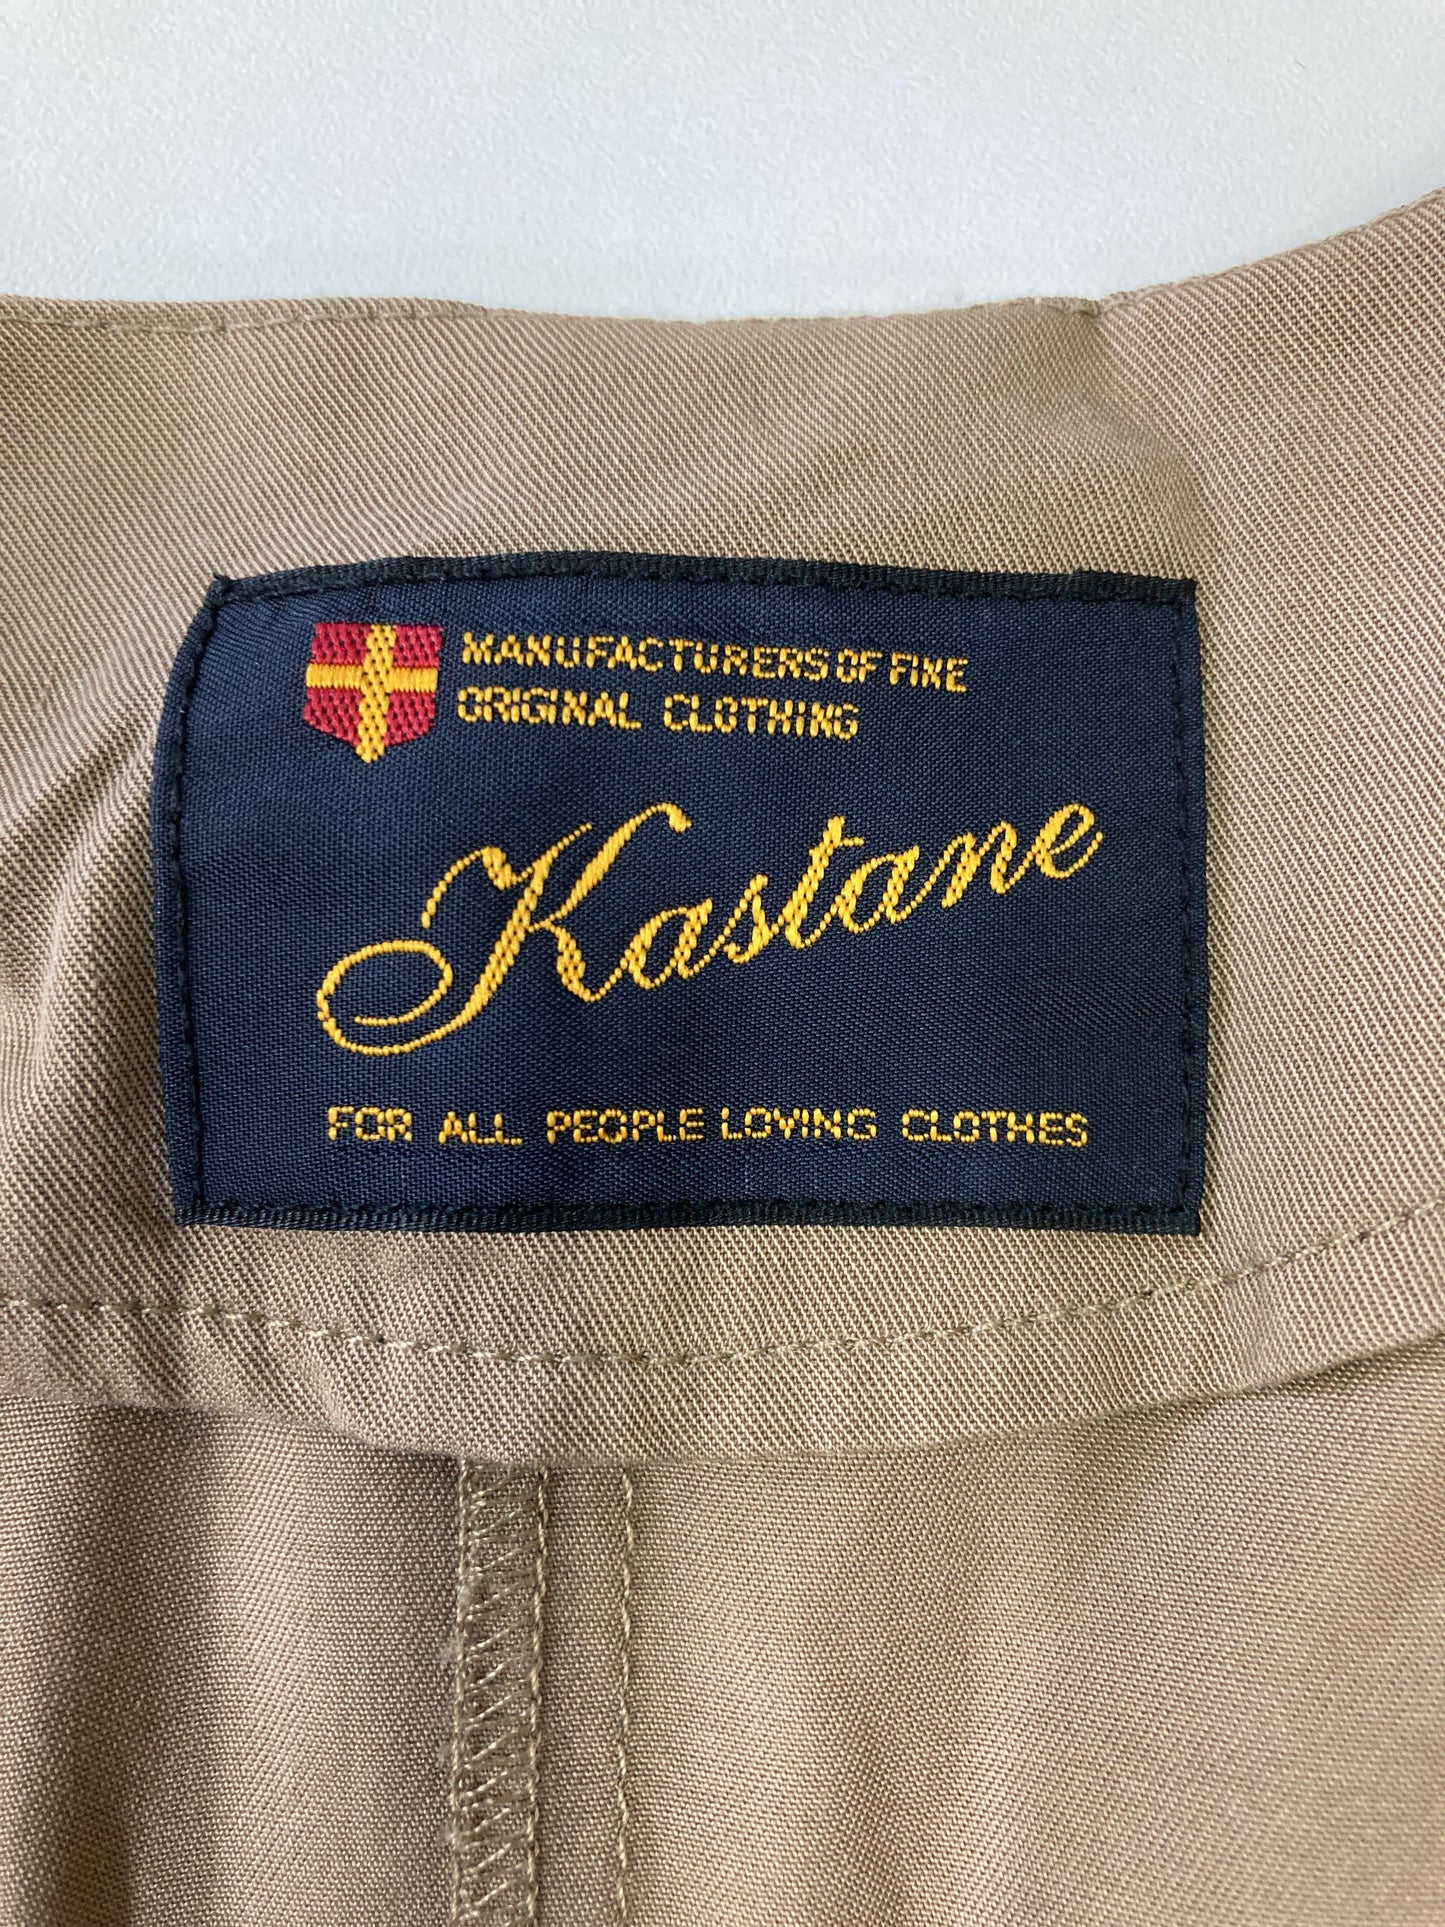 MANUFACTURERS OF FINE
ORIGINAL CLOTHING
Kastane
FOR ALL PEOPLE LOVING CLOTHES